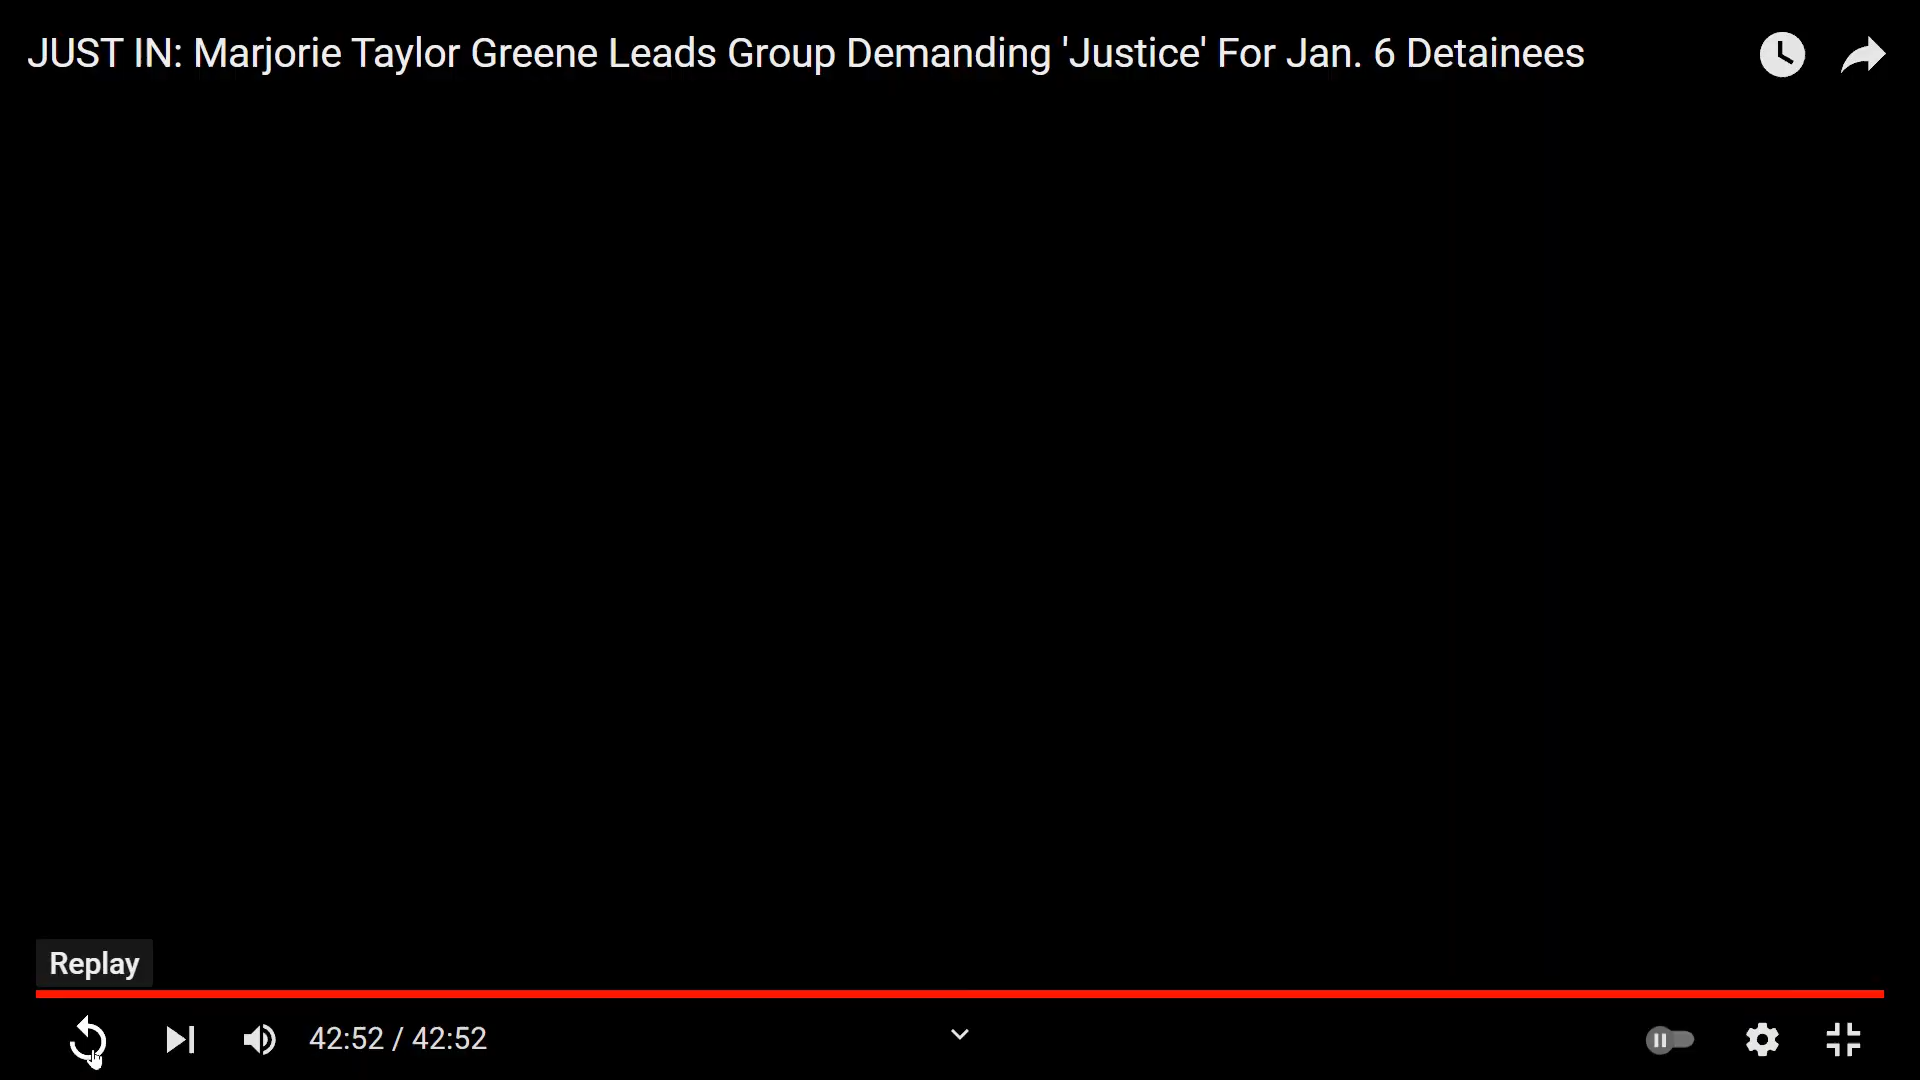 JUST IN: Marjorie Taylor Greene Leads Group Demanding 'Justice' For Jan. 6 Detainees
Replay
42:52 / 42:52